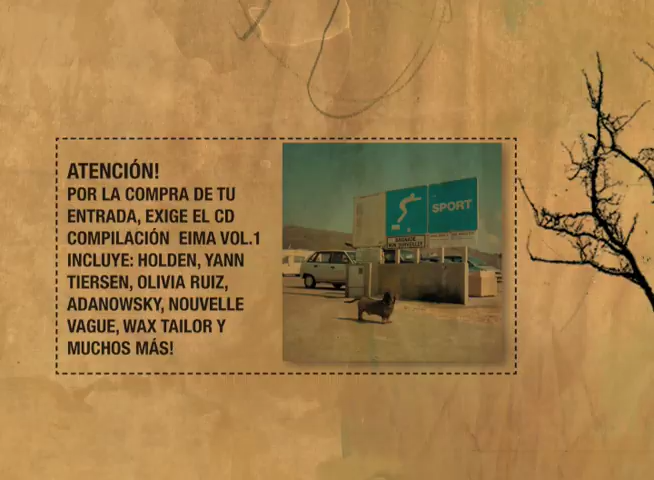 ATENCIÓN!
POR LA COMPRA DE TU
ENTRADA, EXIGE EL CD
COMPILACIÓN EIMA VOL.1
INCLUYE: HOLDEN, YANN
TIERSEN, OLIVIA RUIZ,
ADANOWSKY, NOUVELLE
VAGUE, WAX TAILOR Y
MUCHOS MÁS!
SPORT